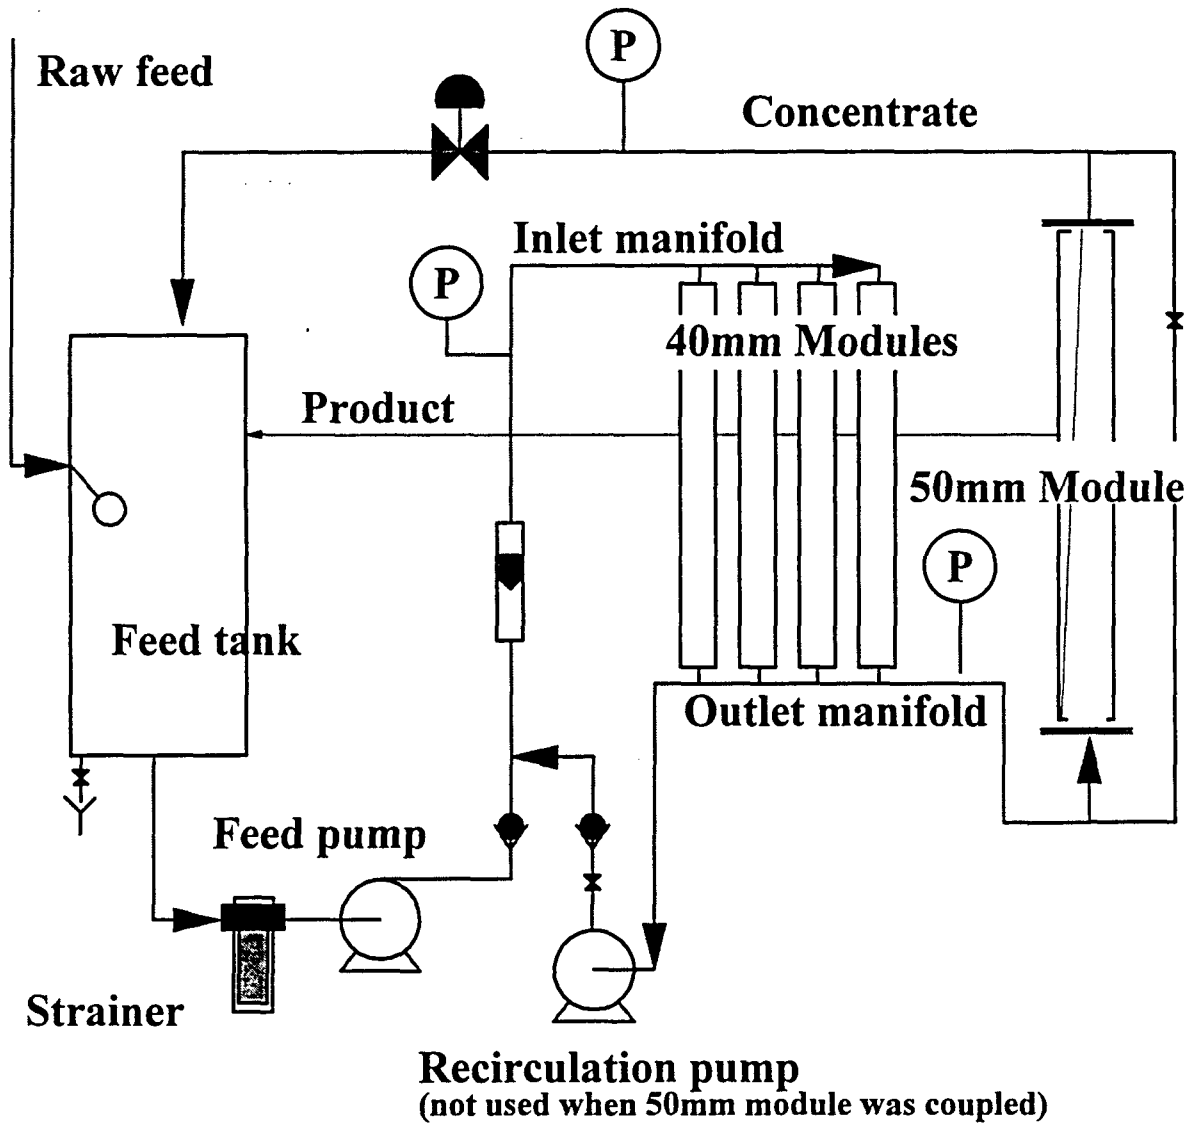 P
Raw feed
Concentrate
Inlet manifold
P
40mm Modules
Product
50mm Module
P
Feed tank
Outlet manifold
Feed pump
Strainer
Recirculation pump
(not used when 50mm module was coupled)